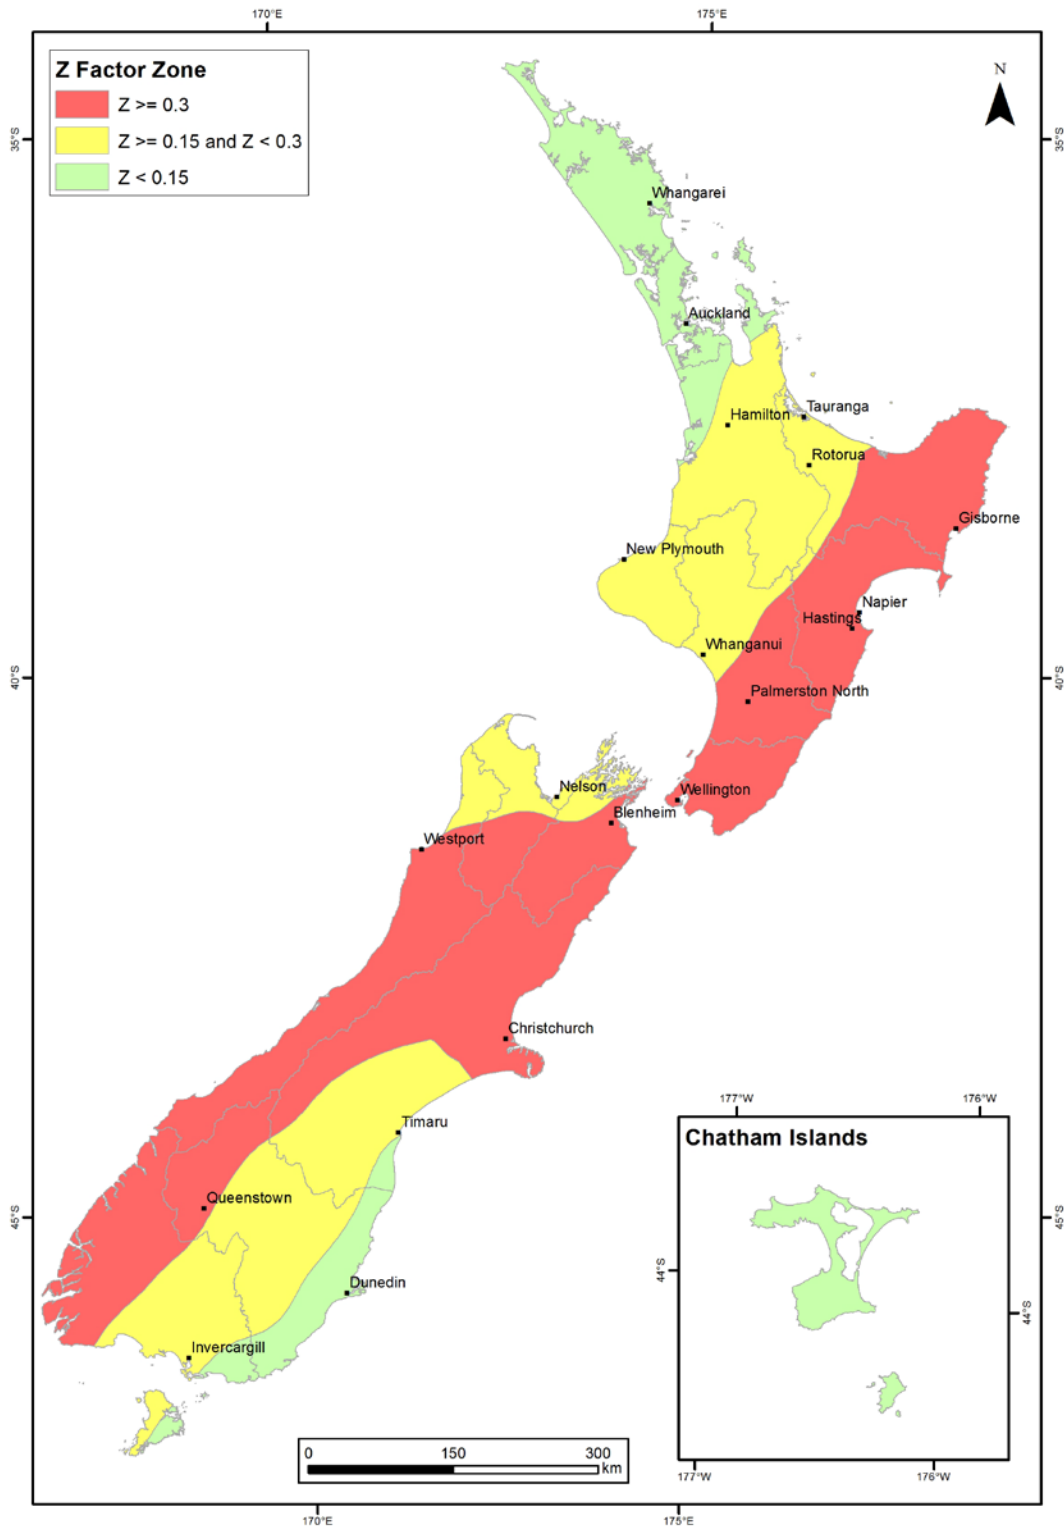 170°E
175°E
Z Factor Zone
Z >= 0.3
Z >= 0.15 and Z < 0.3
Z < 0.15
N
35°S
35°S
Whangarei
Auckland
Tauranga
Hamilton
Rotorua
Gisborne
New Plymouth
Napier
Hastings
Whanganui
40°S
40°S
Palmerston North
Nelson
Wellington
Blenheim
Westport
Christchurch
177°W
176°W
Timaru
Chatham Islands
Queenstown
45°S
45°S
44°S
Dunedin
44°S
Invercargill
0
150
300
km
177°W
176°W
170°E
175°E